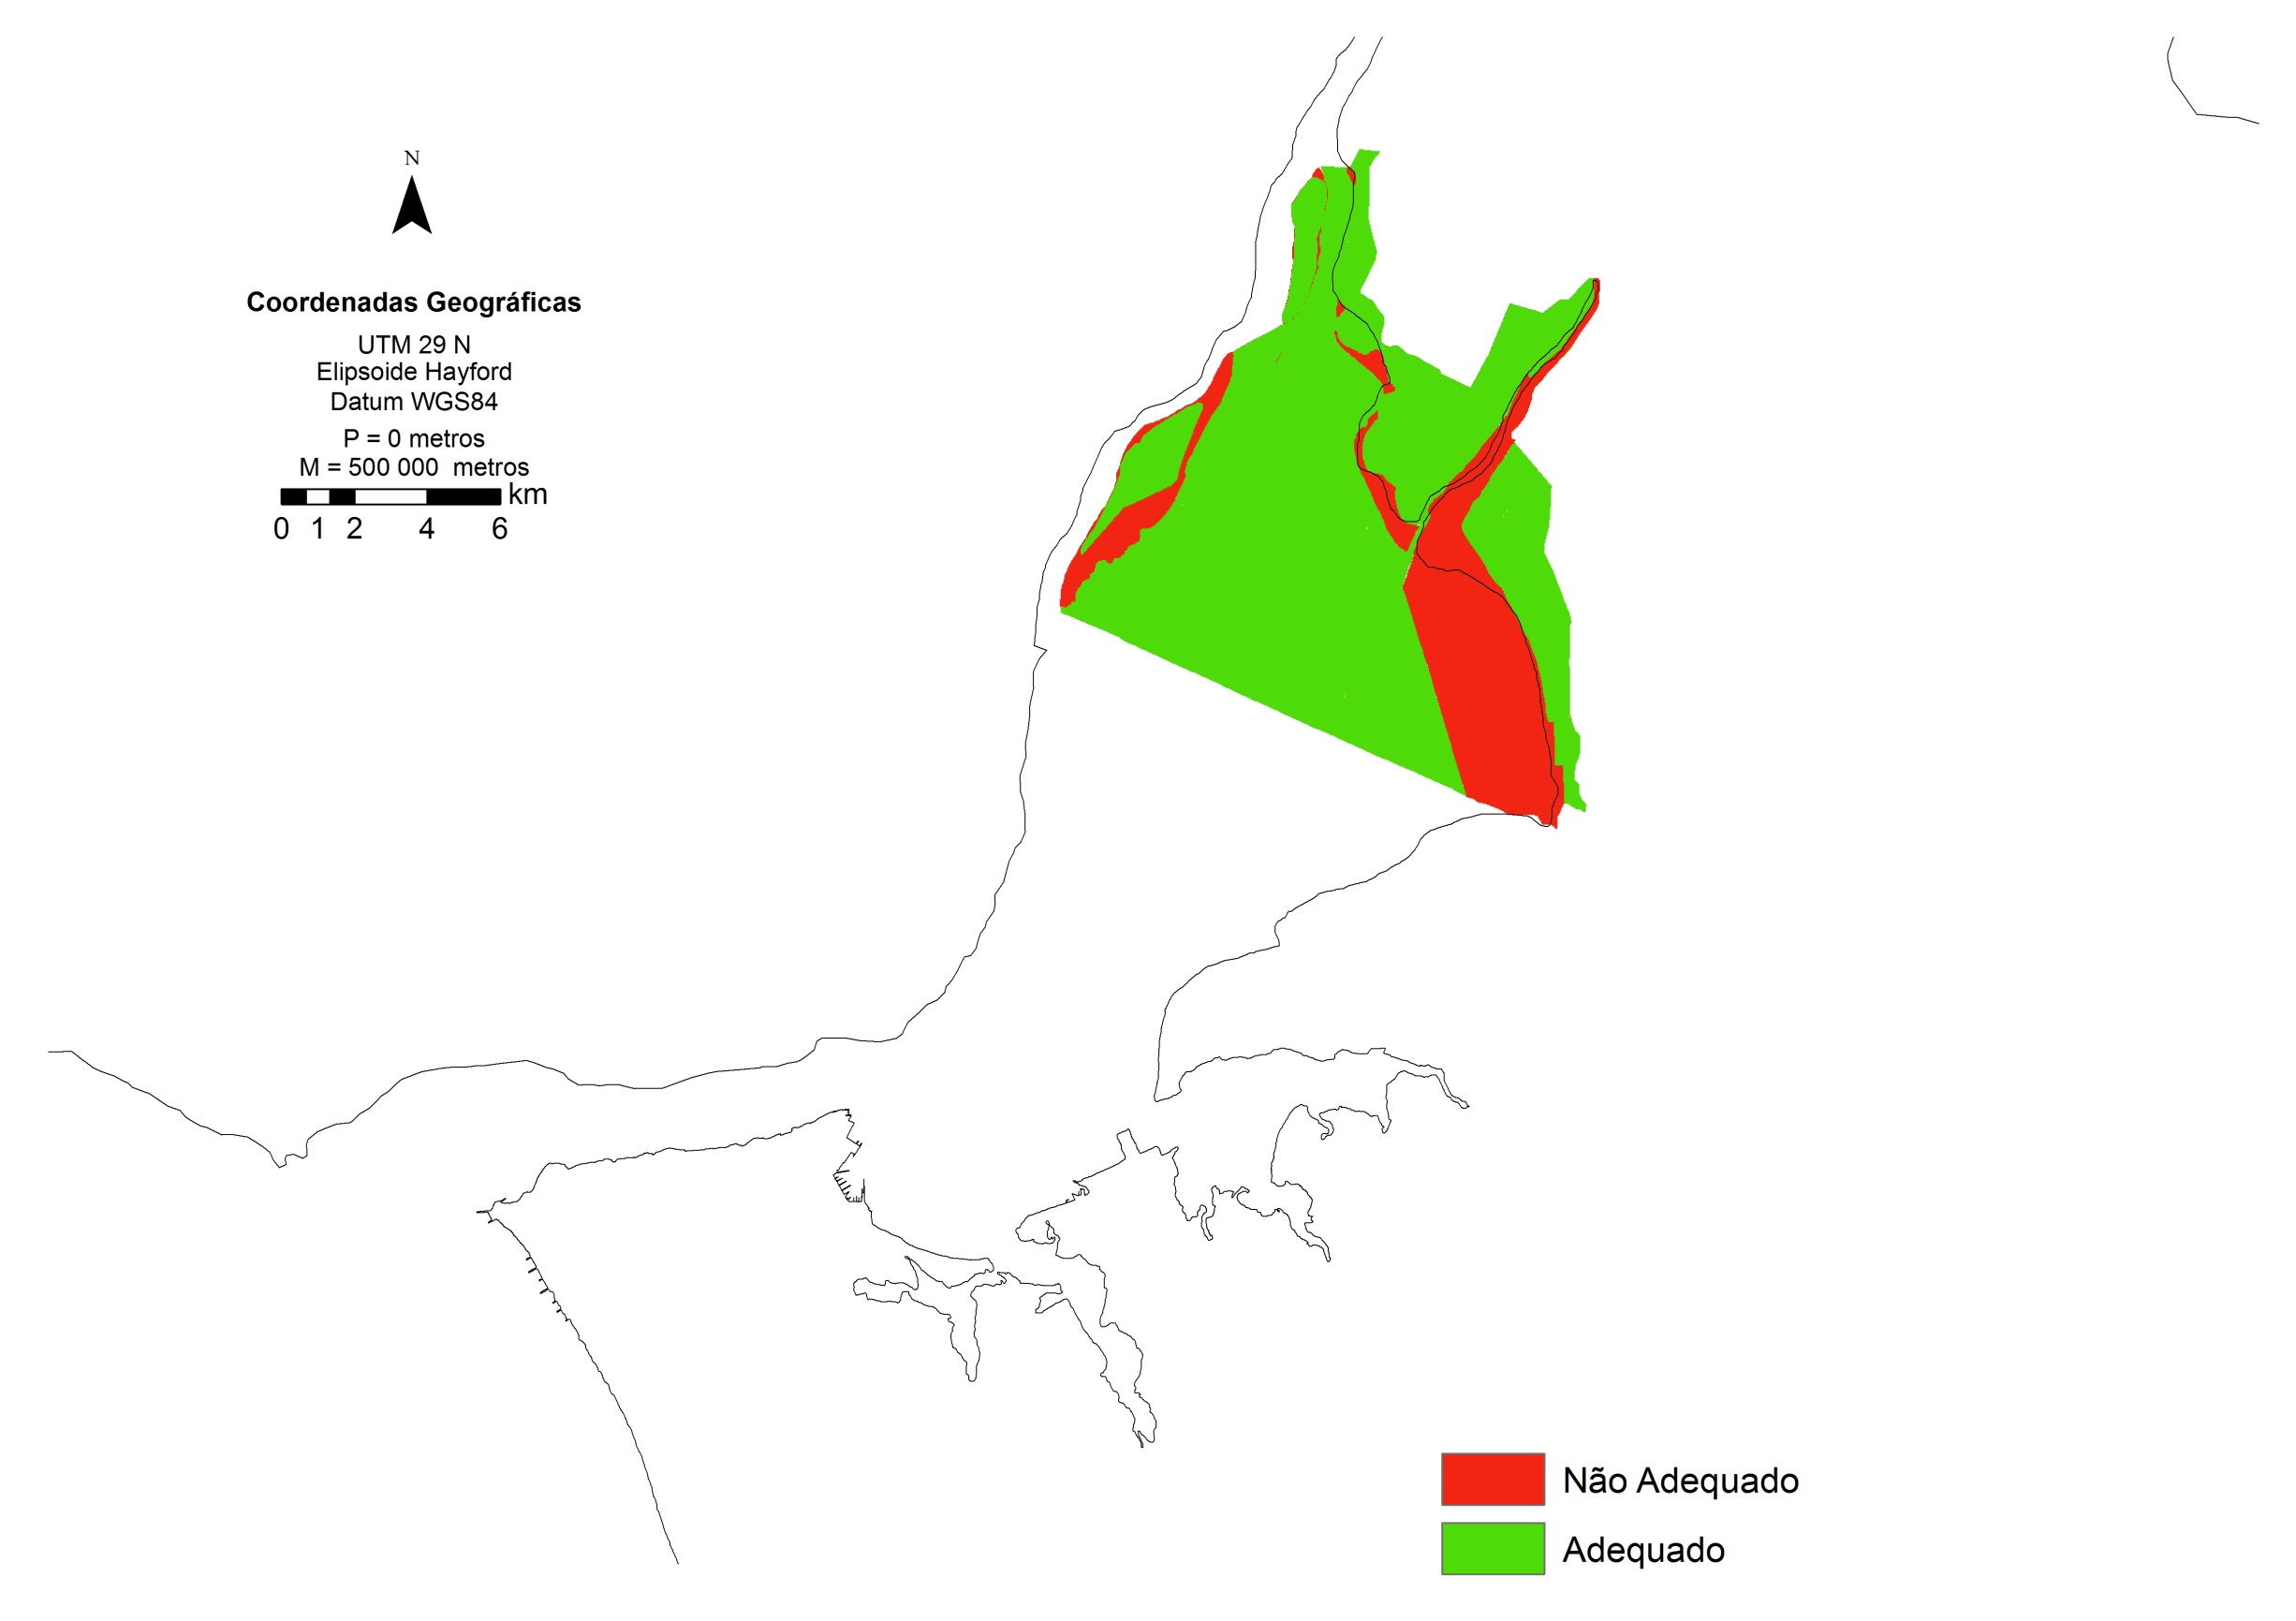 N
Coordenadas Geográficas
UTM 29 N
Elipsoide Hayford
Datum WGS84
P = 0 metros
M = 500 000 metros
km
0 1 2 4 6
Não Adequado
Adequado